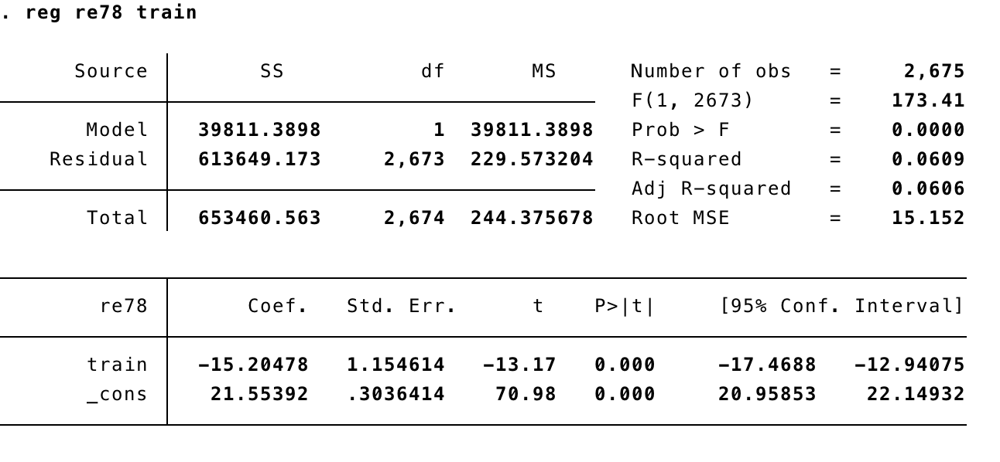 . reg re78 train
Source SS df MS Number of obs = 2,675
F(1, 2673) = 173.41
Model 39811.3898 1 39811.3898 Prob > F = 0.0000
Residual 613649.173 2,673 229.573204 R-squared = 0.0609
Adj R-squared = 0.0606
Total 653460.563 2,674 244.375678 Root MSE = 15.152
re78 Coef. Std. Err. t P>|t| [95% Conf. Interval]
train -15.20478 1.154614 -13.17 0.000 -17.4688 -12.94075
_cons 21.55392 .3036414 70.98 0.000 20.95853 22.14932